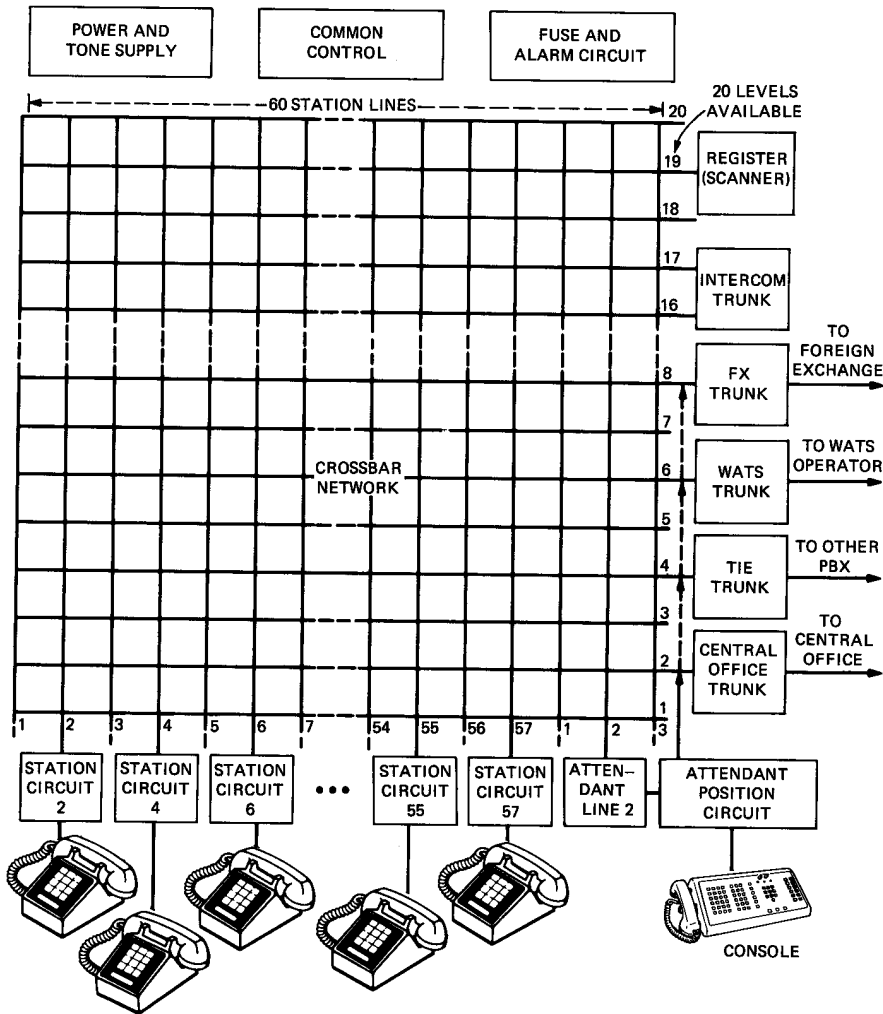 POWER AND
TONE SUPPLY
COMMON
CONTROL
FUSE AND
ALARM CIRCUIT
60 STATION LINES
20 LEVELS
AVAILABLE
20
19
REGISTER
(SCANNER)
18
17
INTERCOM
TRUNK
16
TO
FOREIGN
EXCHANGE
8
FX
TRUNK
7
CROSSBAR
NETWORK
6
WATS
TRUNK
TO WATS
OPERATOR
5
4
TIE
TRUNK
TO OTHER
PBX
3
TO
CENTRAL
OFFICE
2
CENTRAL
OFFICE
TRUNK
1
1 2 3 4 5 6 7 54 55 56 57 1 2 3
STATION
CIRCUIT
2
STATION
CIRCUIT
4
STATION
CIRCUIT
6
STATION
CIRCUIT
55
STATION
CIRCUIT
57
ATTEN-
DANT
LINE 2
ATTENDANT
POSITION
CIRCUIT
CONSOLE